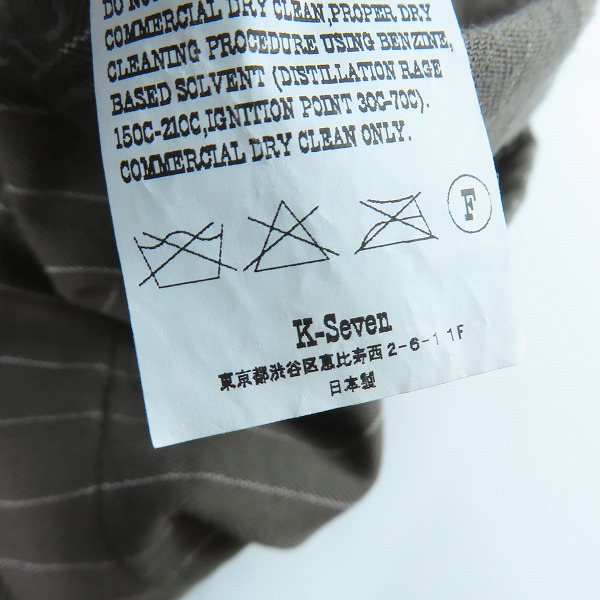 DO NOT
COMMERCIAL DRY CLEAN,PROPER DRY
CLEANING PROCEDURE USING BENZINE,
BASED SOLVENT (DISTILLATION RAGE
150C-210C,IGNITION POINT 30C-70C).
COMMERCIAL DRY CLEAN ONLY.
F
K-Seven
東京都渋谷区恵比寿西2-6-11F
日本製